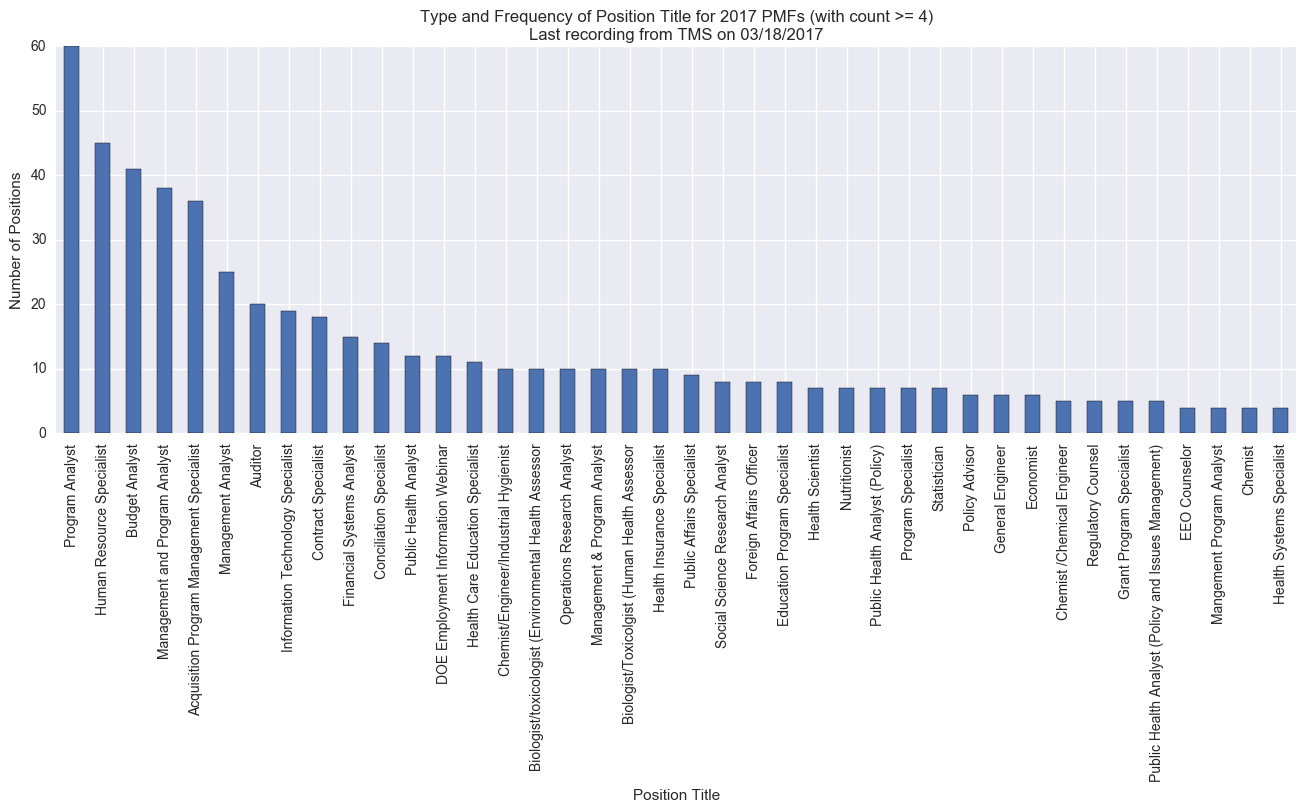 Type and Frequency of Position Title for 2017 PMFs (with count >= 4)
Last recording from TMS on 03/18/2017
Number of Positions
60
50
40
30
20
10
0
Program Analyst
Human Resource Specialist
Budget Analyst
Management and Program Analyst
Acquisition Program Management Specialist
Management Analyst
Auditor
Information Technology Specialist
Contract Specialist
Financial Systems Analyst
Conciliation Specialist
Public Health Analyst
DOE Employment Information Webinar
Health Care Education Specialist
Chemist/Engineer/Industrial Hygienist
Biologist/toxicologist (Environmental Health Assessor
Operations Research Analyst
Management & Program Analyst
Biologist/Toxicolgist (Human Health Assessor
Health Insurance Specialist
Public Affairs Specialist
Social Science Research Analyst
Foreign Affairs Officer
Education Program Specialist
Health Scientist
Nutritionist
Public Health Analyst (Policy)
Program Specialist
Statistician
Policy Advisor
General Engineer
Economist
Chemist /Chemical Engineer
Regulatory Counsel
Grant Program Specialist
Public Health Analyst (Policy and Issues Management)
EEO Counselor
Mangement Program Analyst
Chemist
Health Systems Specialist
Position Title